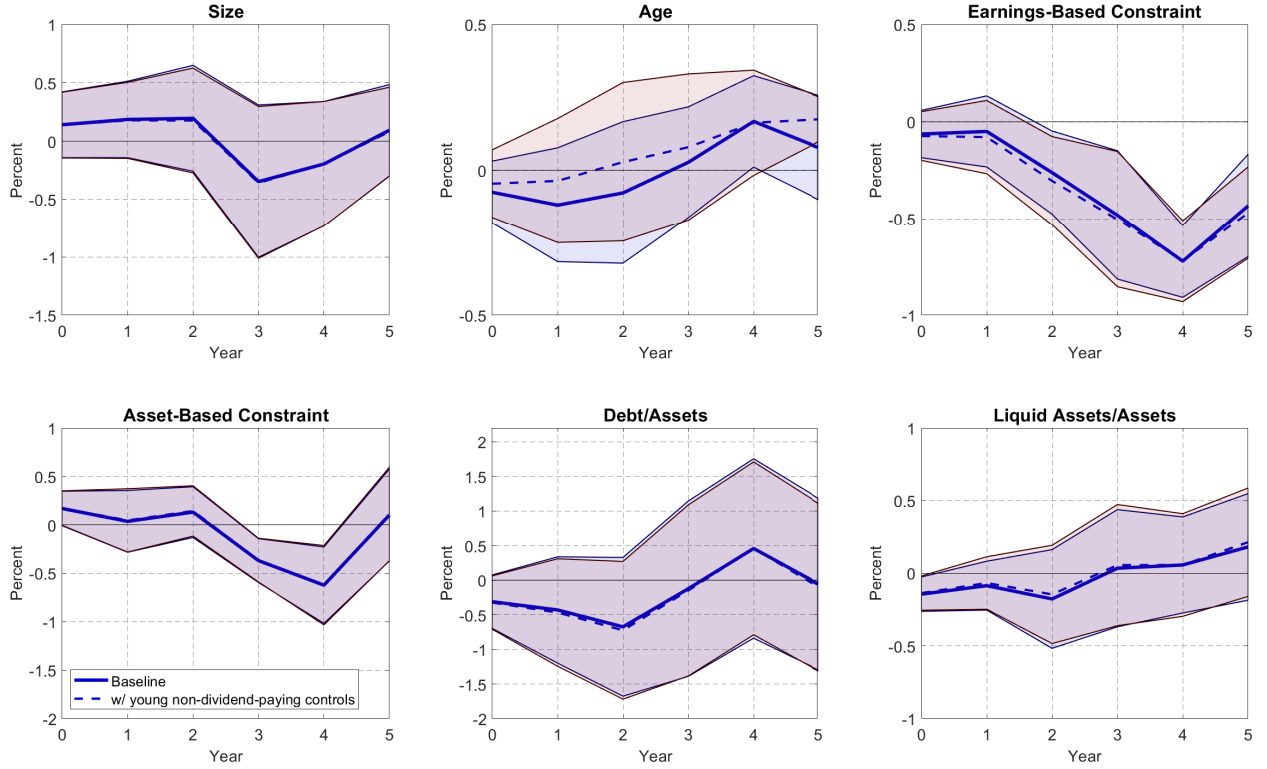 Size
Percent
1
0.5
0
-0.5
-1
-1.5
0 1 2 3 4 5
Year
Age
Percent
0.5
0
-0.5
0 1 2 3 4 5
Year
Earnings-Based Constraint
Percent
0.5
0
-0.5
-1
0 1 2 3 4 5
Year
Asset-Based Constraint
Percent
1
0.5
0
-0.5
-1
-1.5
-2
Baseline
w/ young non-dividend-paying controls
0 1 2 3 4 5
Year
Debt/Assets
Percent
2
1.5
1
0.5
0
-0.5
-1
-1.5
-2
0 1 2 3 4 5
Year
Liquid Assets/Assets
Percent
1
0.5
0
-0.5
-1
0 1 2 3 4 5
Year